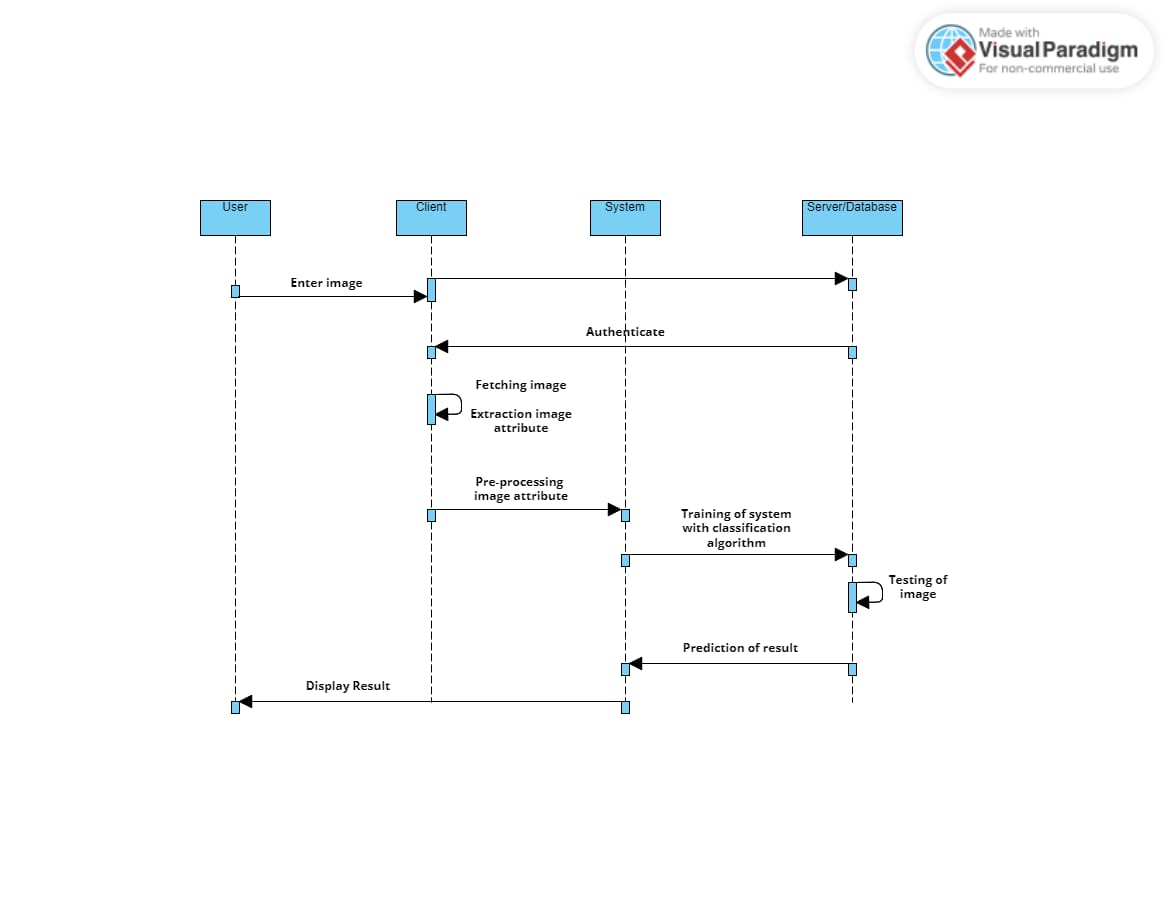 Made with
Visual Paradigm
For non-commercial use
User
Client
System
Server/Database
Enter image
Authenticate
Fetching image
Extraction image
attribute
Pre-processing
image attribute
Training of system
with classification
algorithm
Testing of
image
Prediction of result
Display Result